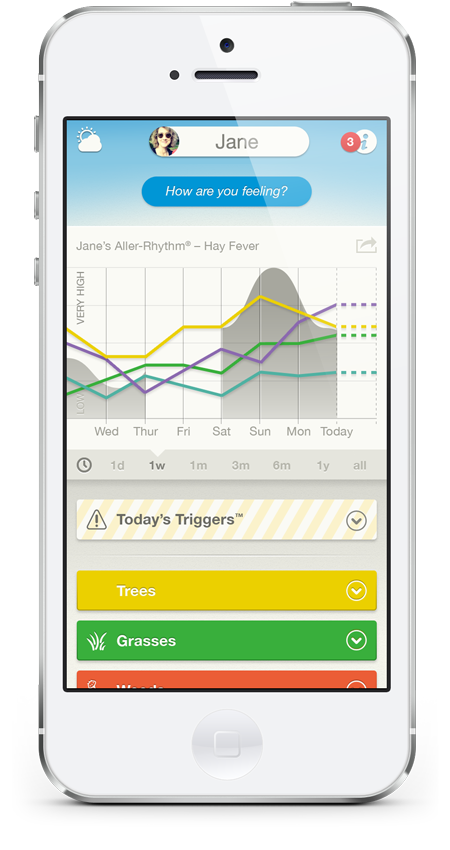 Jane
3
i
How are you feeling?
Jane's Aller-Rhythm® – Hay Fever
VERY HIGH
LOW
Wed Thur Fri Sat Sun Mon Today
1d 1w 1m 3m 6m 1y all
Today's Triggers™
Trees
Grasses
Weeds